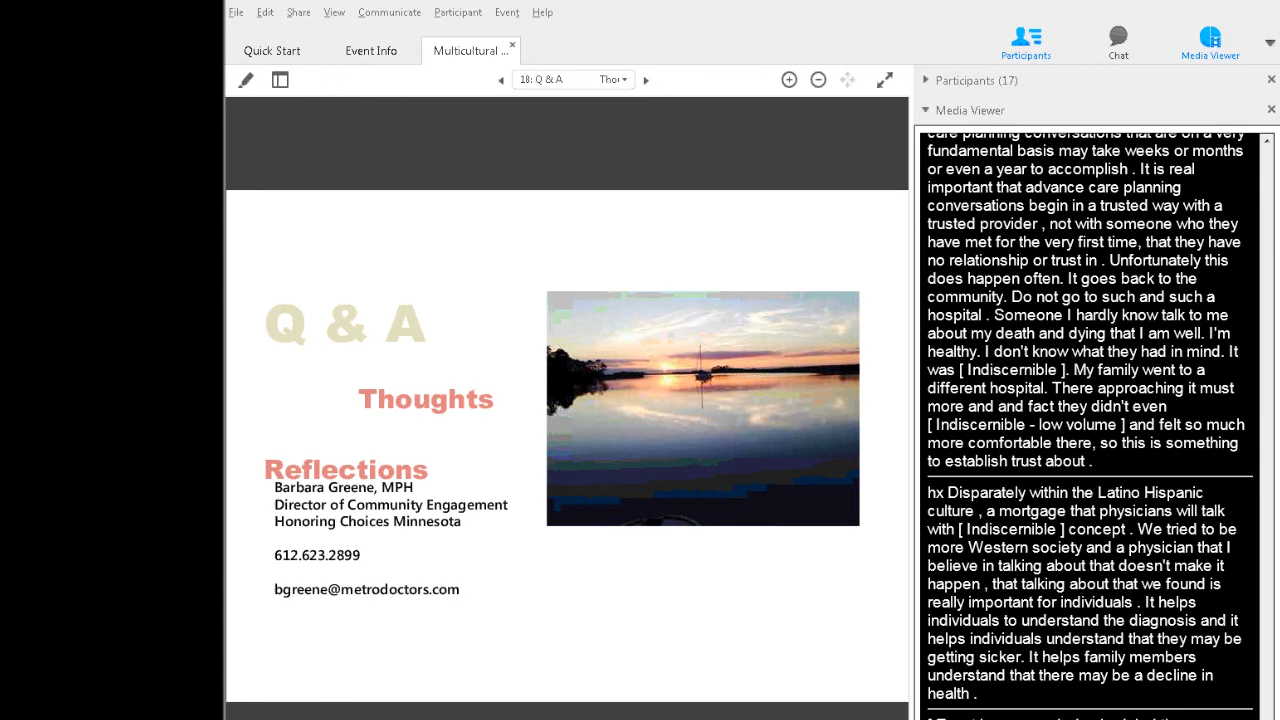 File Edit Share View Communicate Participant Event Help
Quick Start Event Info Multicultural ...
Participants Chat Media Viewer
18: Q & A
Participants (17)
Media Viewer
Q & A
Thoughts
Reflections
Barbara Greene, MPH
Director of Community Engagement
Honoring Choices Minnesota
612.623.2899
bgreene@metrodoctors.com
care planning conversations that are on a very
fundamental basis may take weeks or months
or even a year to accomplish . It is real
important that advance care planning
conversations begin in a trusted way with a
trusted provider , not with someone who they
have met for the very first time, that they have
no relationship or trust in . Unfortunately this
does happen often. It goes back to the
community. Do not go to such and such a
hospital . Someone I hardly know talk to me
about my death and dying that I am well. I'm
healthy. I don't know what they had in mind. It
was [ Indiscernible ]. My family went to a
different hospital. There approaching it must
more and and fact they didn't even
[ Indiscernible - low volume ] and felt so much
more comfortable there, so this is something
to establish trust about .
hx Disparately within the Latino Hispanic
culture , a mortgage that physicians will talk
with [ Indiscernible ] concept . We tried to be
more Western society and a physician that I
believe in talking about that doesn't make it
happen , that talking about that we found is
really important for individuals . It helps
individuals to understand the diagnosis and it
helps individuals understand that they may be
getting sicker. It helps family members
understand that there may be a decline in
health .